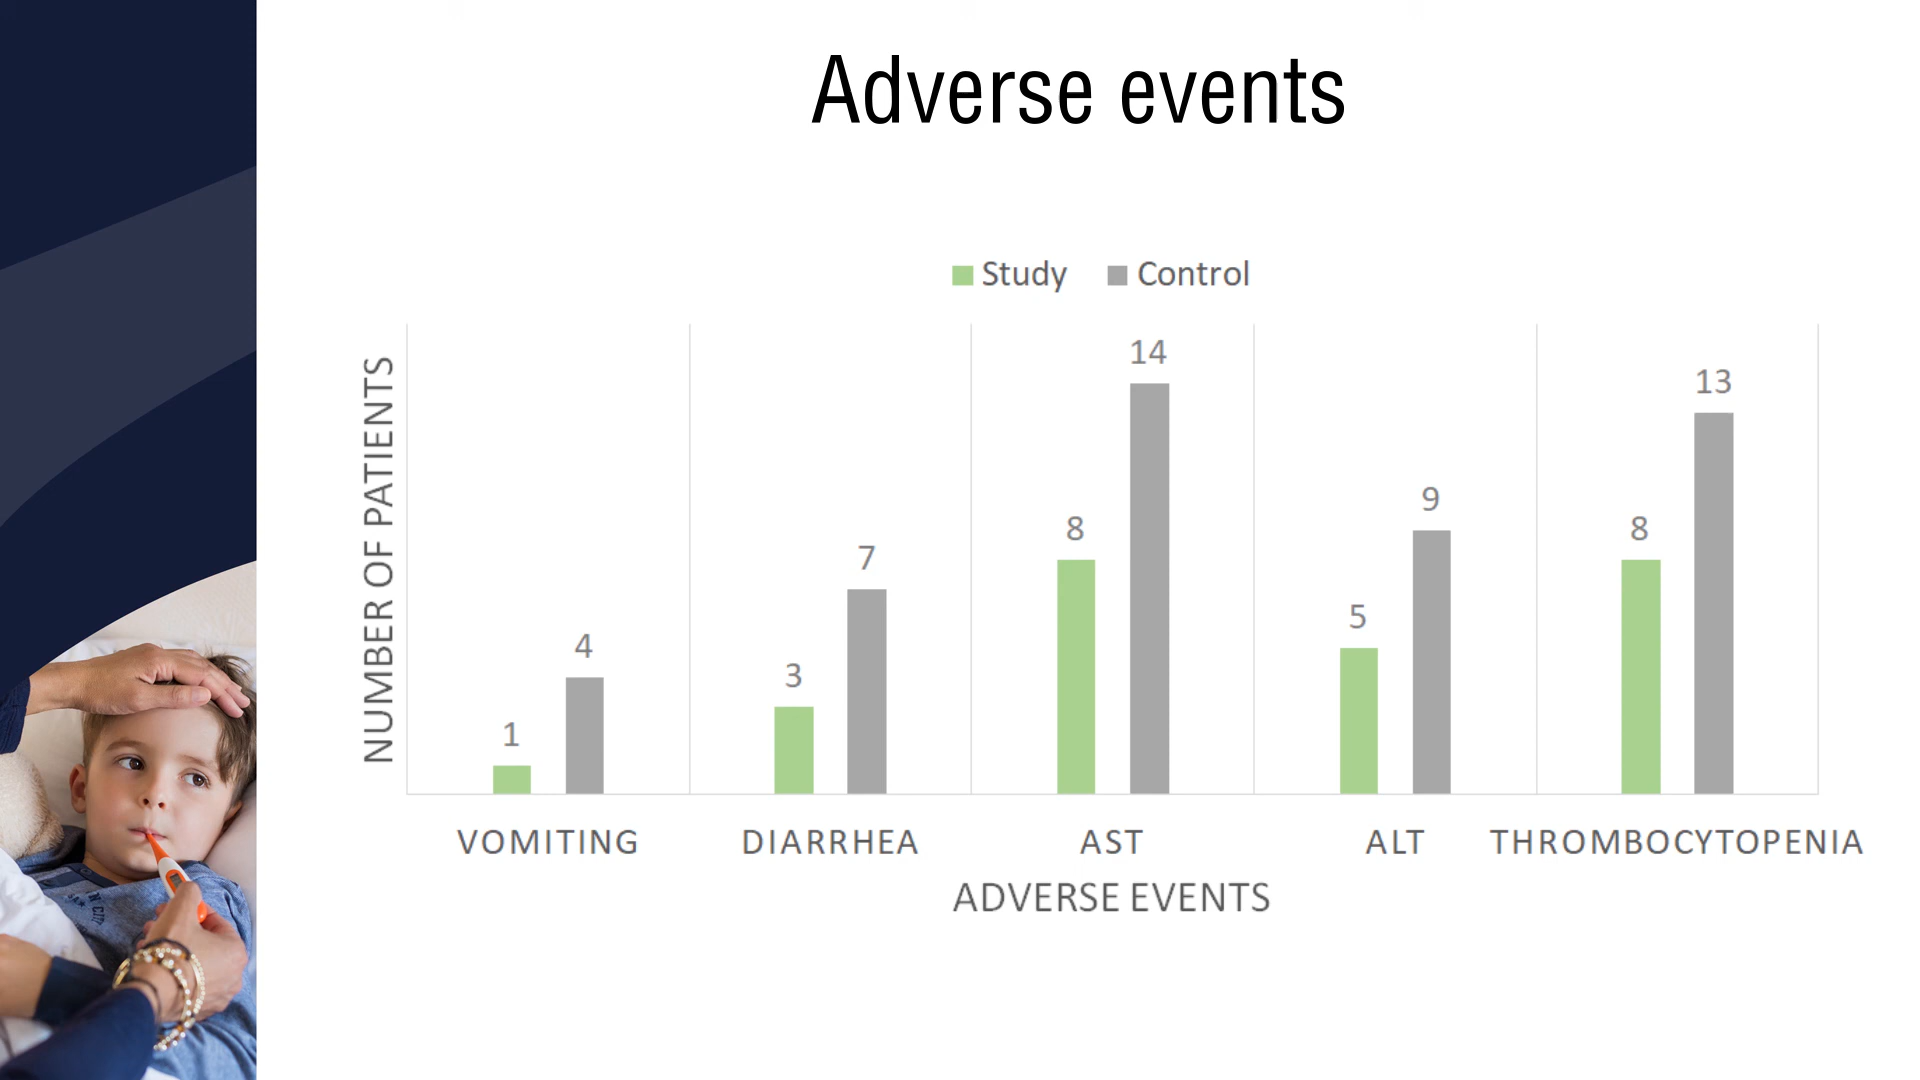 Adverse events
Study Control
NUMBER OF PATIENTS
1 4 3 7 8 14 5 9 8 13
VOMITING DIARRHEA AST ALT THROMBOCYTOPENIA
ADVERSE EVENTS